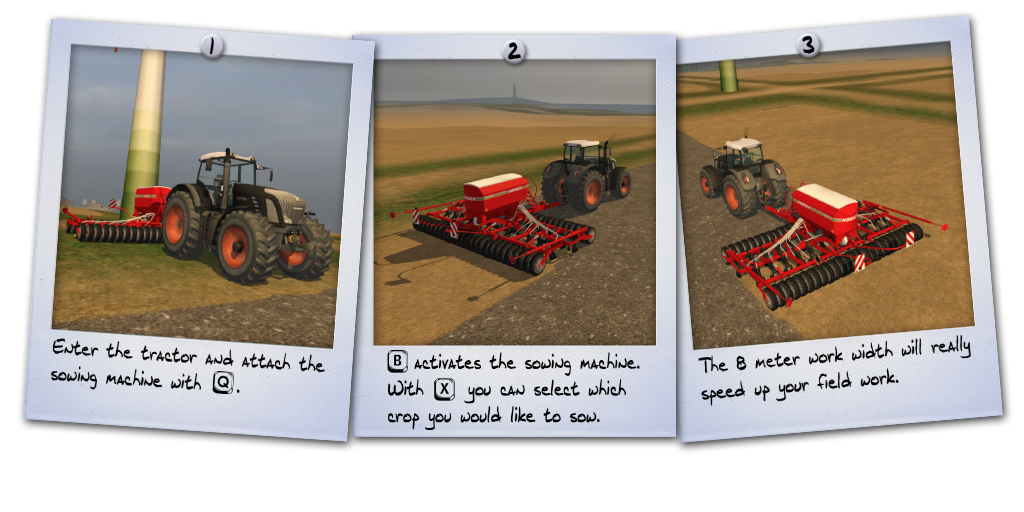 1
Enter the tractor and attach the
sowing machine with Q.
2
B activates the sowing machine.
With X you can select which
crop you would like to sow.
3
The 8 meter work width will really
speed up your field work.